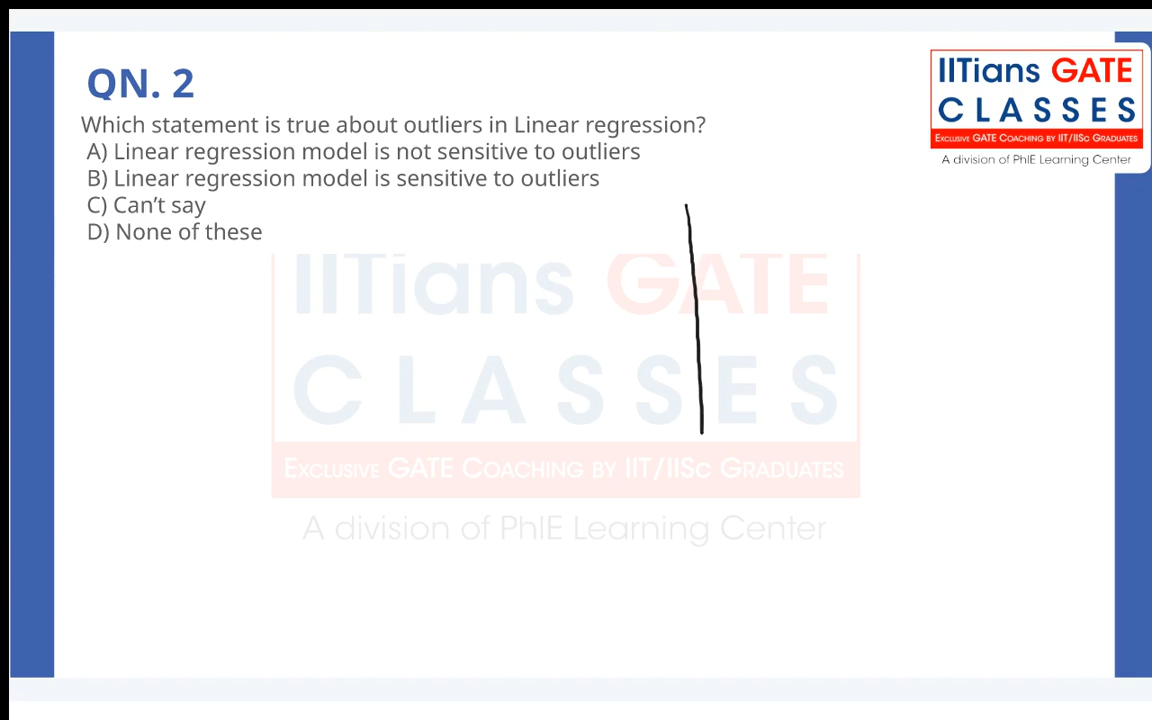 QN. 2
Which statement is true about outliers in Linear regression?
A) Linear regression model is not sensitive to outliers
B) Linear regression model is sensitive to outliers
C) Can’t say
D) None of these
IITians GATE
CLASSES
EXCLUSIVE GATE COACHING BY IIT/IISc GRADUATES
A division of PhIE Learning Center
IITians GATE
CLASSES
EXCLUSIVE GATE COACHING BY IIT/IISc GRADUATES
A division of PhIE Learning Center